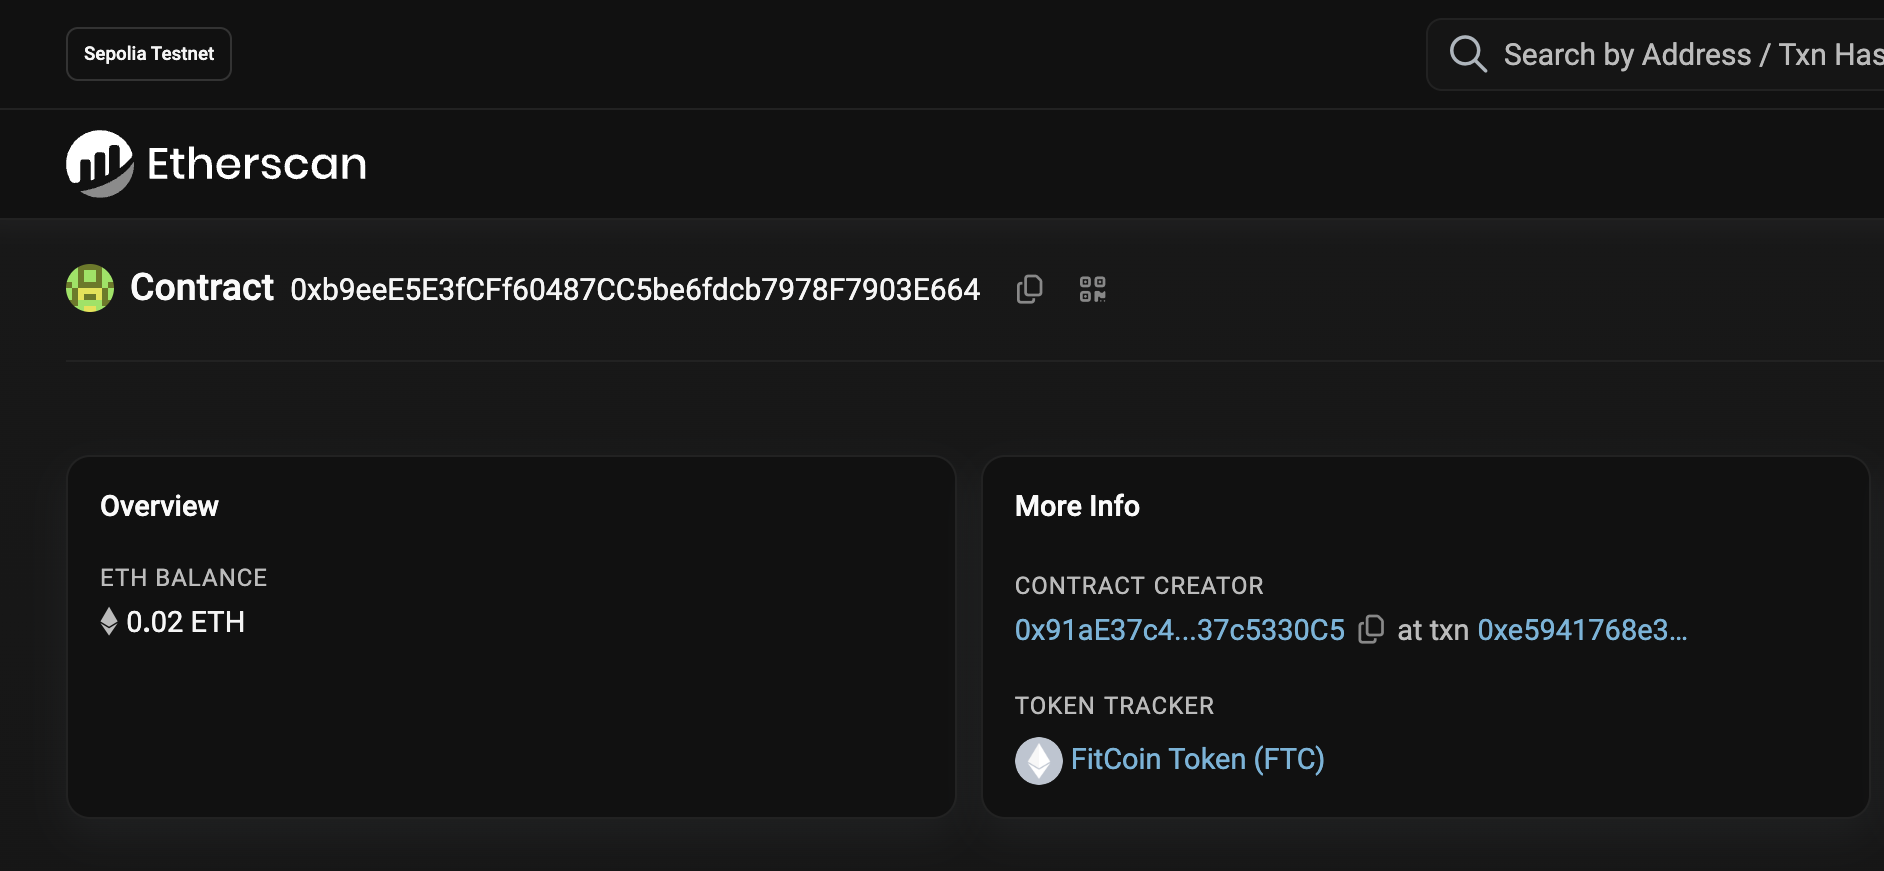 Sepolia Testnet
Search by Address / Txn Has
Etherscan
Contract 0xb9eeE5E3fCFf60487CC5be6fdcb7978F7903E664
Overview
ETH BALANCE
0.02 ETH
More Info
CONTRACT CREATOR
0x91aE37c4...37c5330C5 at txn 0xe5941768e3...
TOKEN TRACKER
FitCoin Token (FTC)